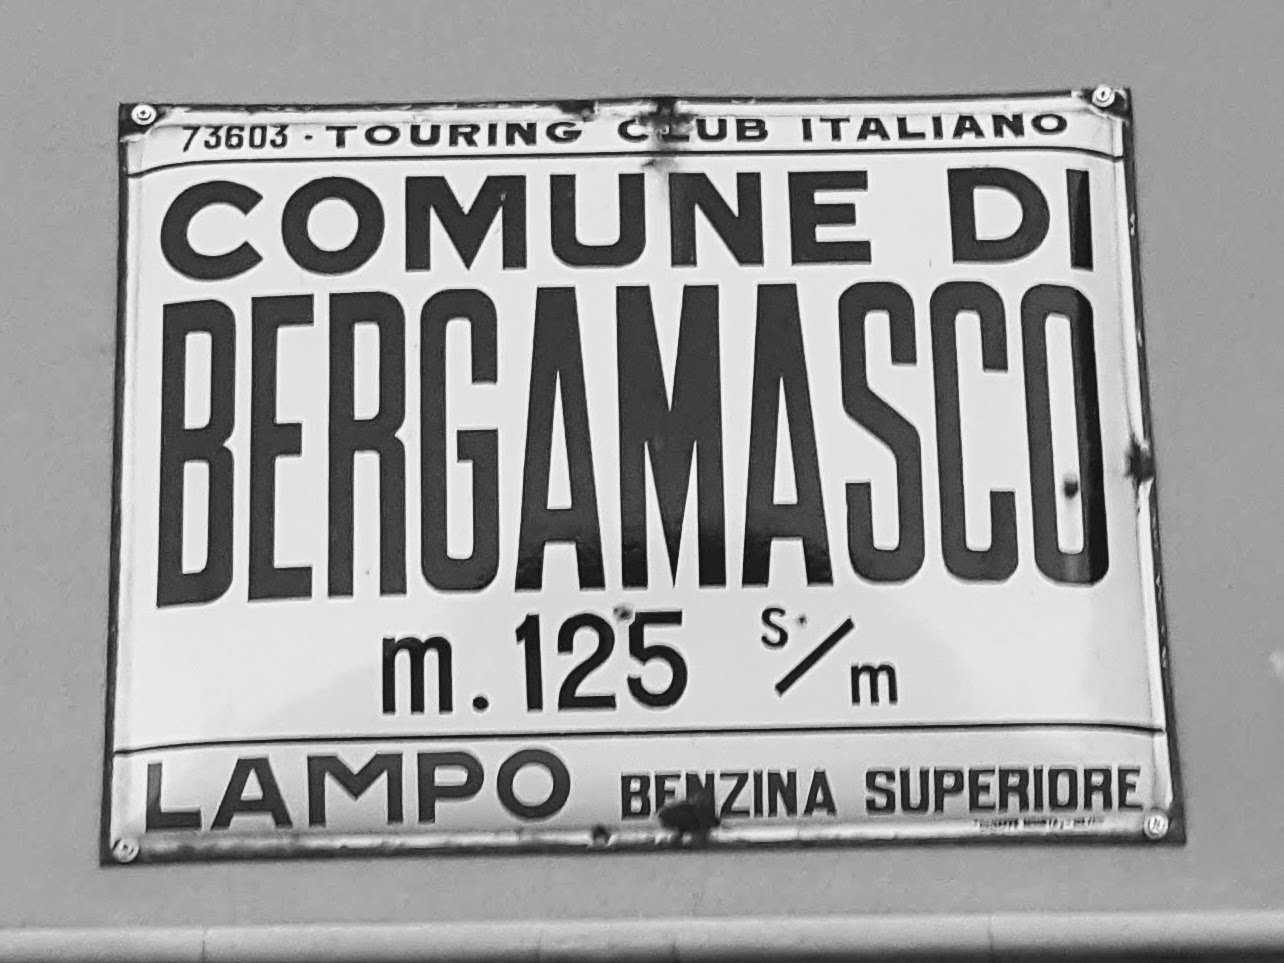 73603 · TOURING CLUB ITALIANO
COMUNE DI
BERGAMASCO
m. 125 S./m
LAMPO BENZINA SUPERIORE